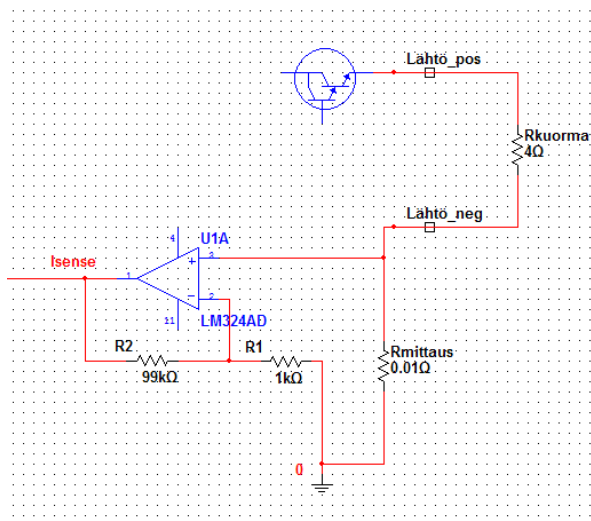 Lähtö_pos
Rkuorma
4Ω
Lähtö_neg
4
U1A
Isense
1
3
2
11
LM324AD
R2
99kΩ
R1
1kΩ
Rmittaus
0.01Ω
0